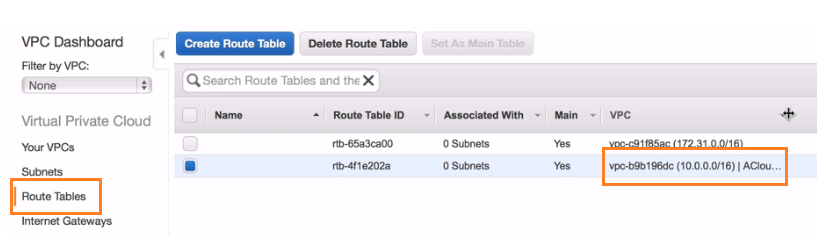 VPC Dashboard
Filter by VPC:
None
Virtual Private Cloud
Your VPCs
Subnets
Route Tables
Internet Gateways
Create Route Table Delete Route Table Set As Main Table
Search Route Tables and the
Name Route Table ID Associated With Main VPC
rtb-65a3ca00 0 Subnets Yes vpc-c91f85ac (172.31.0.0/16)
rtb-4f1e202a 0 Subnets Yes vpc-b9b196dc (10.0.0.0/16) | AClou…